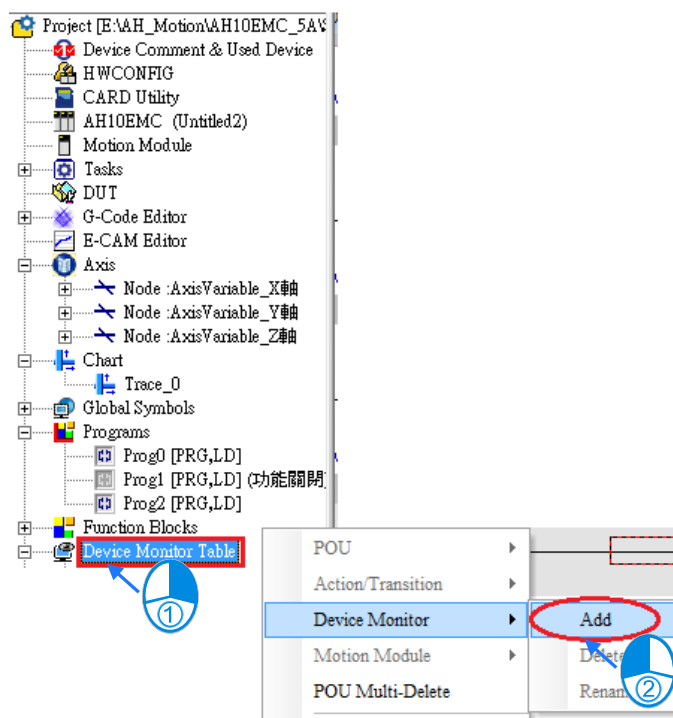 Project [E:\AH_Motion\AH10EMC_5A\
Device Comment & Used Device
HWCONFIG
CARD Utility
AH10EMC (Untitled2)
Motion Module
Tasks
DUT
G-Code Editor
E-CAM Editor
Axis
Node :AxisVariable_X軸
Node :AxisVariable_Y軸
Node :AxisVariable_Z軸
Chart
Trace_0
Global Symbols
Programs
Prog0 [PRG,LD]
Prog1 [PRG,LD] (功能關閉
Prog2 [PRG,LD]
Function Blocks
Device Monitor Table
①
POU
Action/Transition
Device Monitor
Motion Module
POU Multi-Delete
Add
Delete
Renam
②